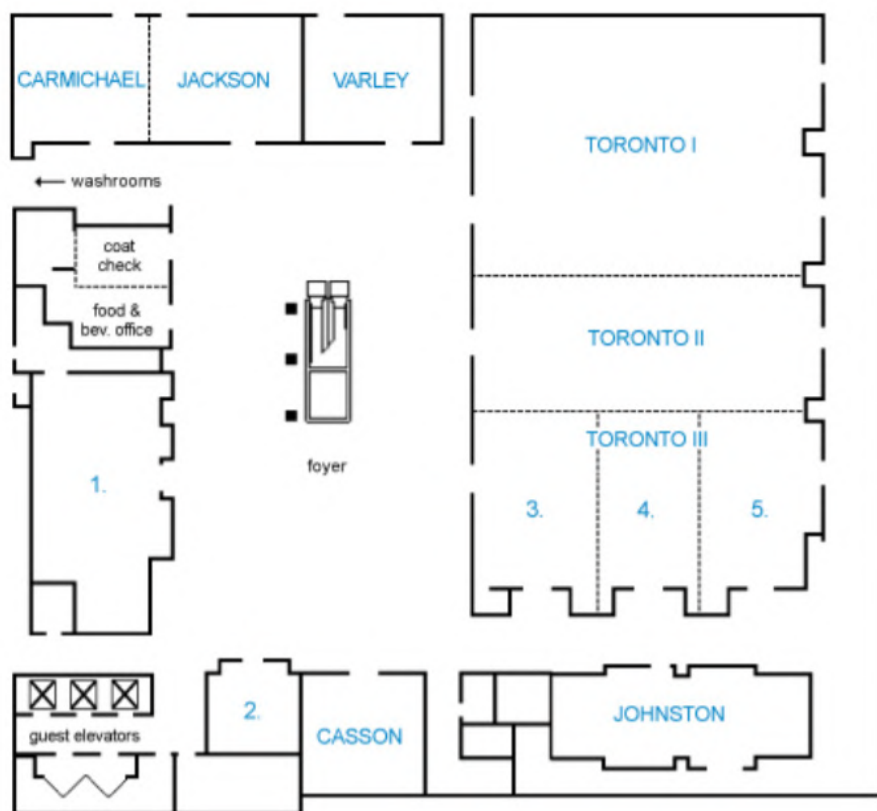 CARMICHAEL
JACKSON
VARLEY
TORONTO I
← washrooms
coat
check
food &
bev. office
TORONTO II
TORONTO III
foyer
1.
3.
4.
5.
2.
CASSON
JOHNSTON
guest elevators